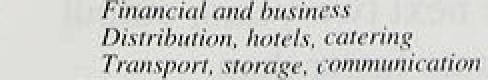 Financial and business
Distribution, hotels, catering
Transport, storage, communication